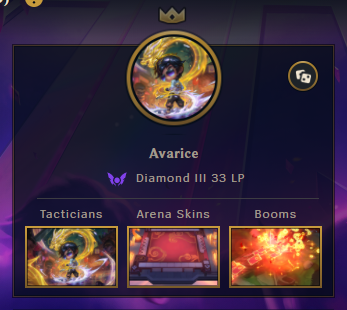 Avarice
Diamond III 33 LP
Tacticians
Arena Skins
Booms